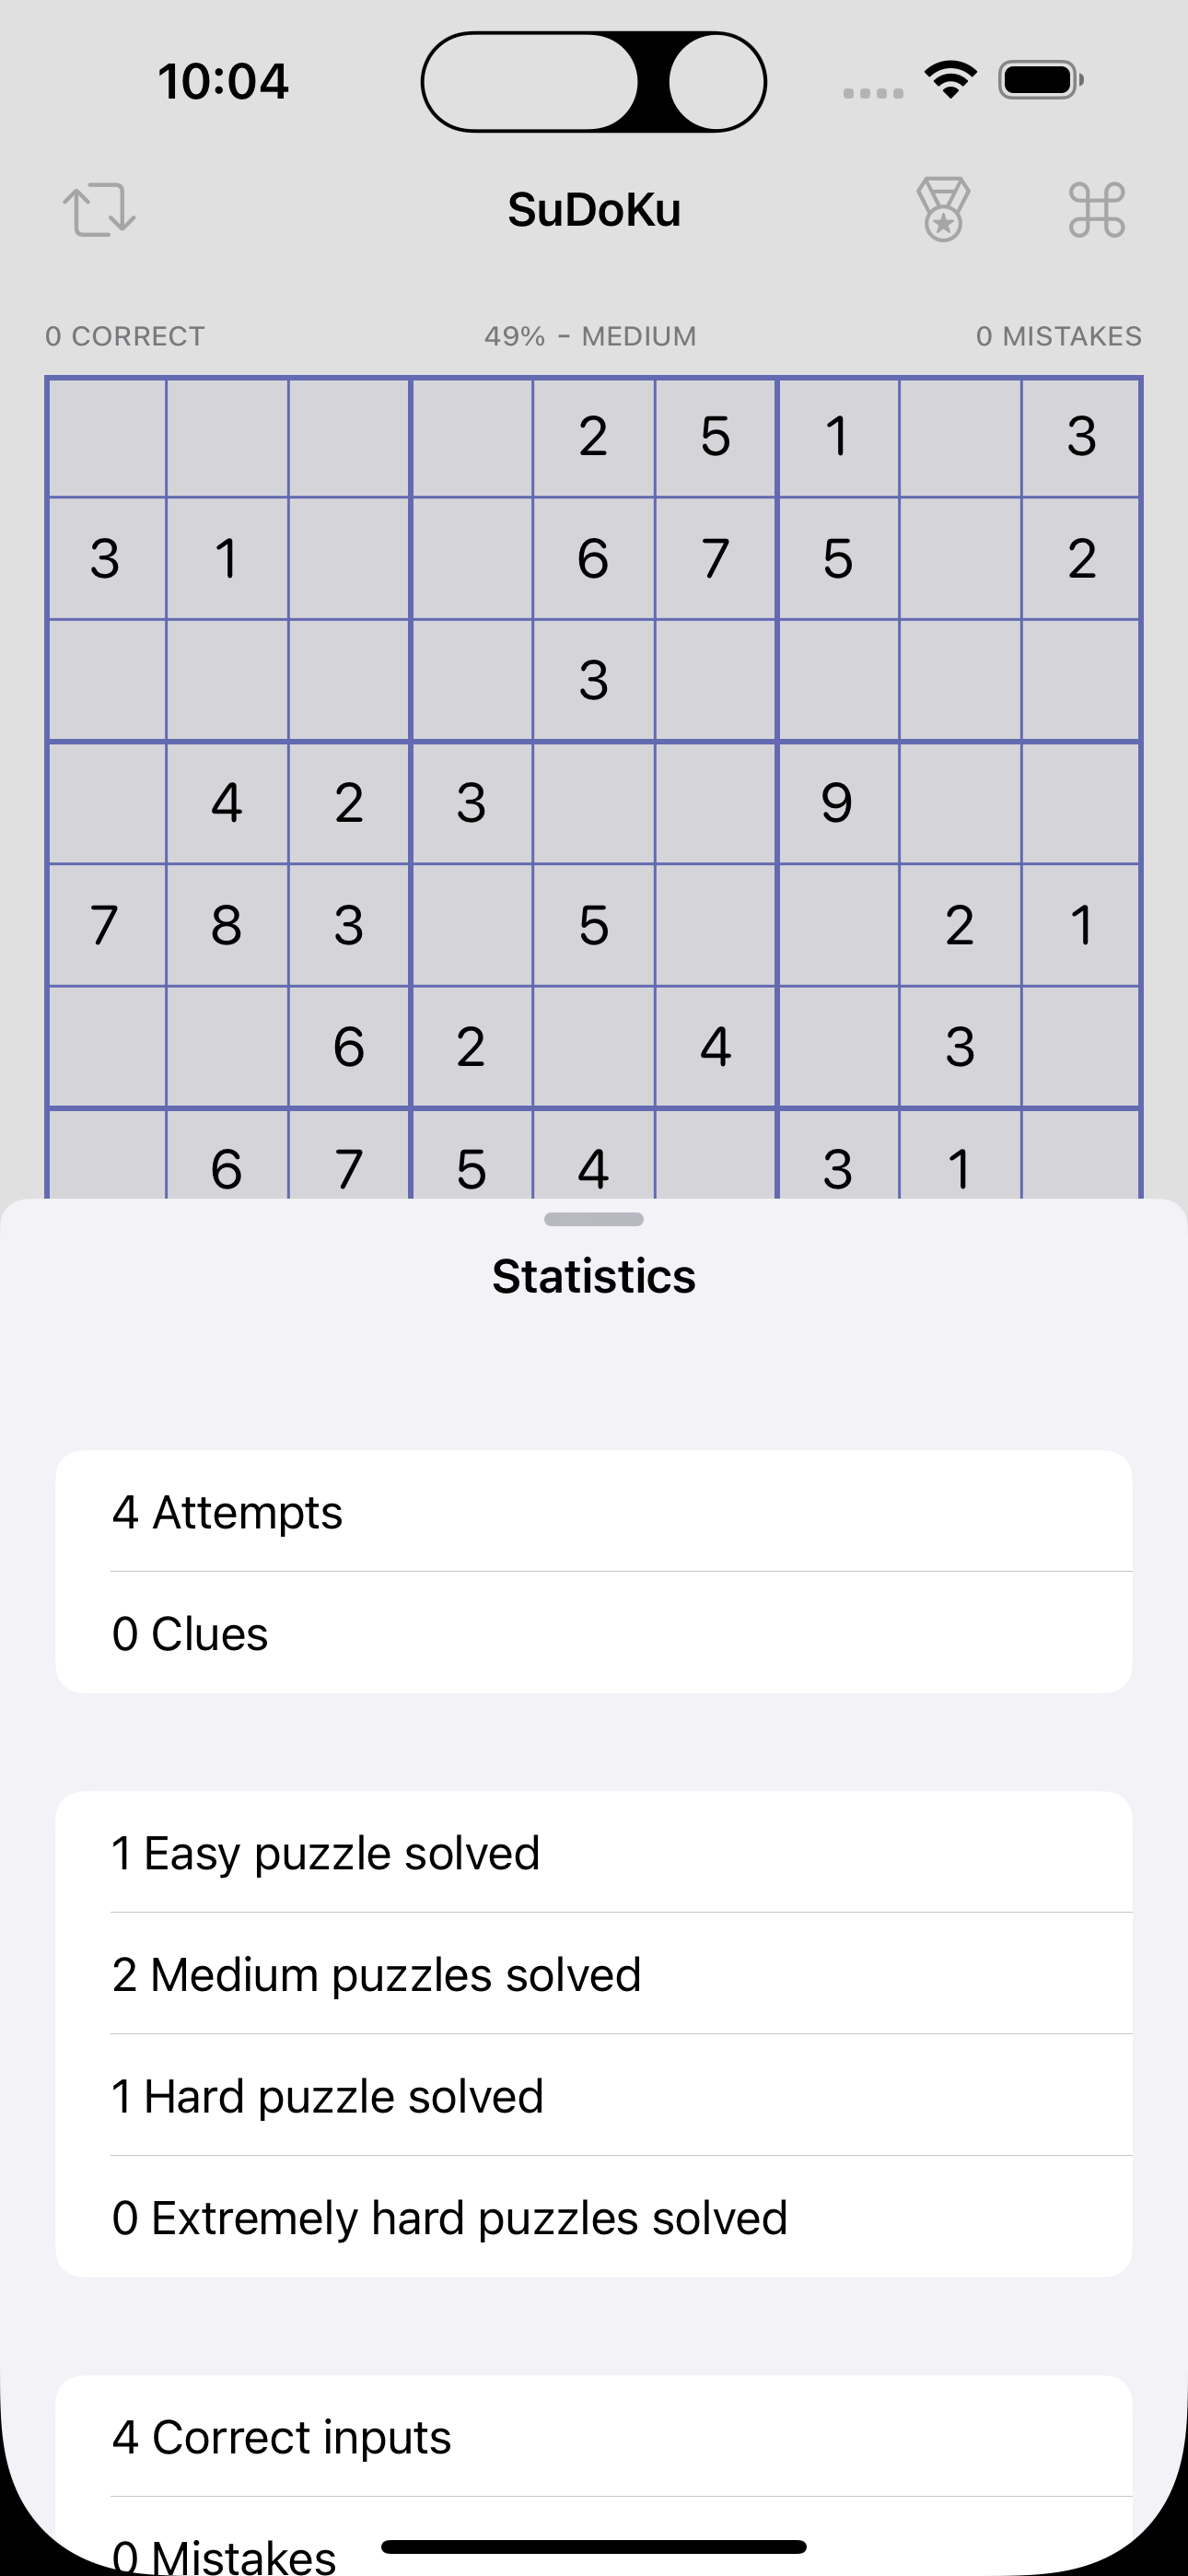 10:04
SuDoKu
0 CORRECT 49% - MEDIUM 0 MISTAKES
2 5 1 3
3 1 6 7 5 2
3
4 2 3 9
7 8 3 5 2 1
6 2 4 3
6 7 5 4 3 1
Statistics
4 Attempts
0 Clues
1 Easy puzzle solved
2 Medium puzzles solved
1 Hard puzzle solved
0 Extremely hard puzzles solved
4 Correct inputs
0 Mistakes